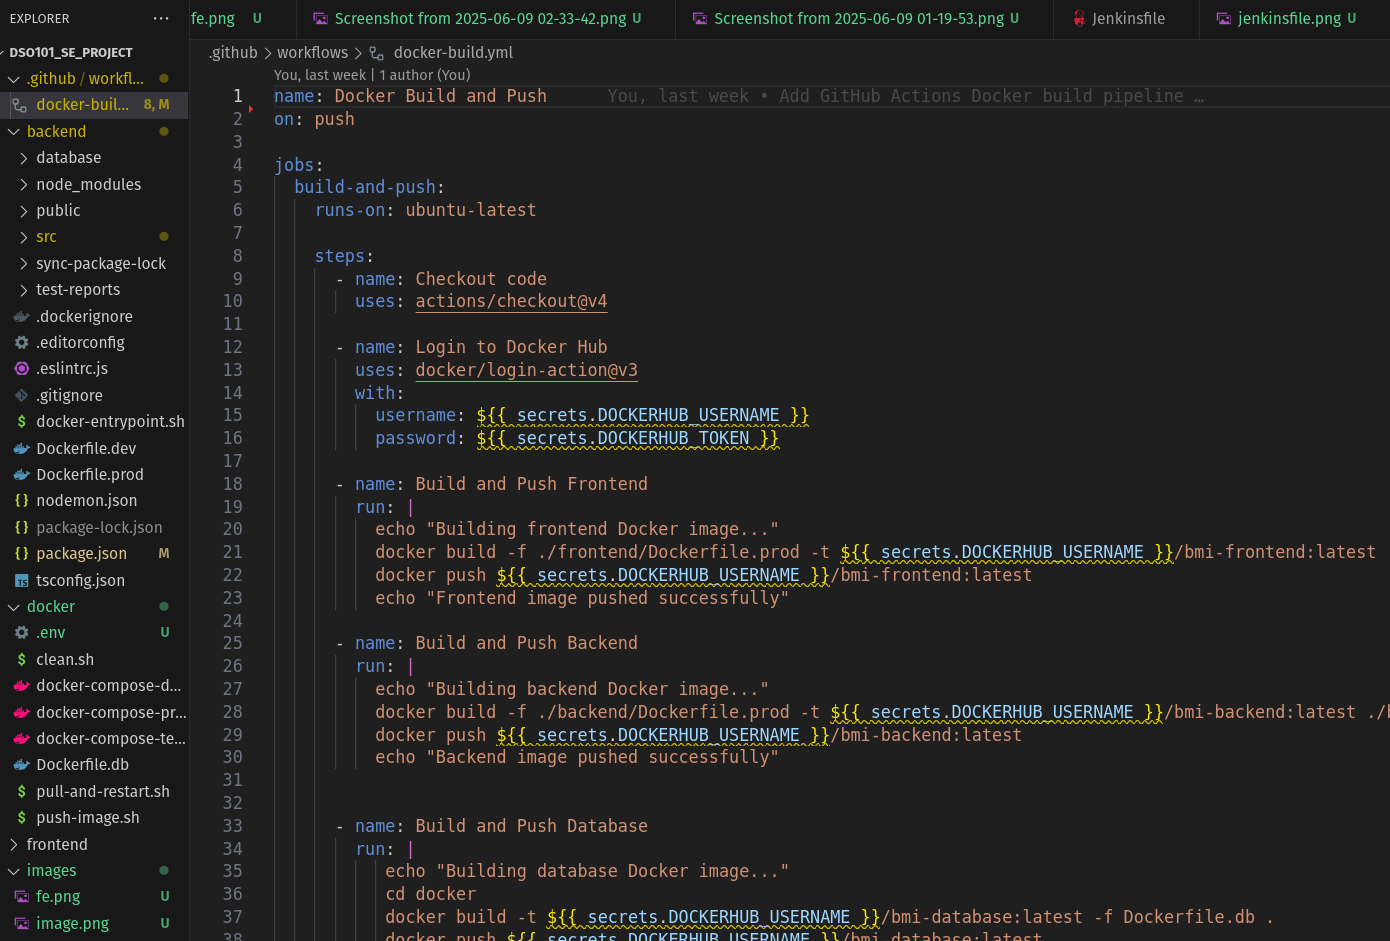 EXPLORER ···
DSO101_SE_PROJECT
.github / workfl...
docker-buil... 8, M
backend
database
node_modules
public
src
sync-package-lock
test-reports
.dockerignore
.editorconfig
.eslintrc.js
.gitignore
docker-entrypoint.sh
Dockerfile.dev
Dockerfile.prod
nodemon.json
package-lock.json
package.json M
tsconfig.json
docker
.env U
clean.sh
docker-compose-d...
docker-compose-pr...
docker-compose-te...
Dockerfile.db
pull-and-restart.sh
push-image.sh
frontend
images
fe.png U
image.png U
fe.png U Screenshot from 2025-06-09 02-33-42.png U Screenshot from 2025-06-09 01-19-53.png U Jenkinsfile jenkinsfile.png U
.github > workflows > docker-build.yml
You, last week | 1 author (You)
1 name: Docker Build and Push You, last week • Add GitHub Actions Docker build pipeline …
2 on: push
3
4 jobs:
5 build-and-push:
6 runs-on: ubuntu-latest
7
8 steps:
9 - name: Checkout code
10 uses: actions/checkout@v4
11
12 - name: Login to Docker Hub
13 uses: docker/login-action@v3
14 with:
15 username: ${{ secrets.DOCKERHUB_USERNAME }}
16 password: ${{ secrets.DOCKERHUB_TOKEN }}
17
18 - name: Build and Push Frontend
19 run: |
20 echo "Building frontend Docker image..."
21 docker build -f ./frontend/Dockerfile.prod -t ${{ secrets.DOCKERHUB_USERNAME }}/bmi-frontend:latest
22 docker push ${{ secrets.DOCKERHUB_USERNAME }}/bmi-frontend:latest
23 echo "Frontend image pushed successfully"
24
25 - name: Build and Push Backend
26 run: |
27 echo "Building backend Docker image..."
28 docker build -f ./backend/Dockerfile.prod -t ${{ secrets.DOCKERHUB_USERNAME }}/bmi-backend:latest ./
29 docker push ${{ secrets.DOCKERHUB_USERNAME }}/bmi-backend:latest
30 echo "Backend image pushed successfully"
31
32
33 - name: Build and Push Database
34 run: |
35 echo "Building database Docker image..."
36 cd docker
37 docker build -t ${{ secrets.DOCKERHUB_USERNAME }}/bmi-database:latest -f Dockerfile.db .
38 docker push ${{ secrets.DOCKERHUB_USERNAME }}/bmi-database:latest